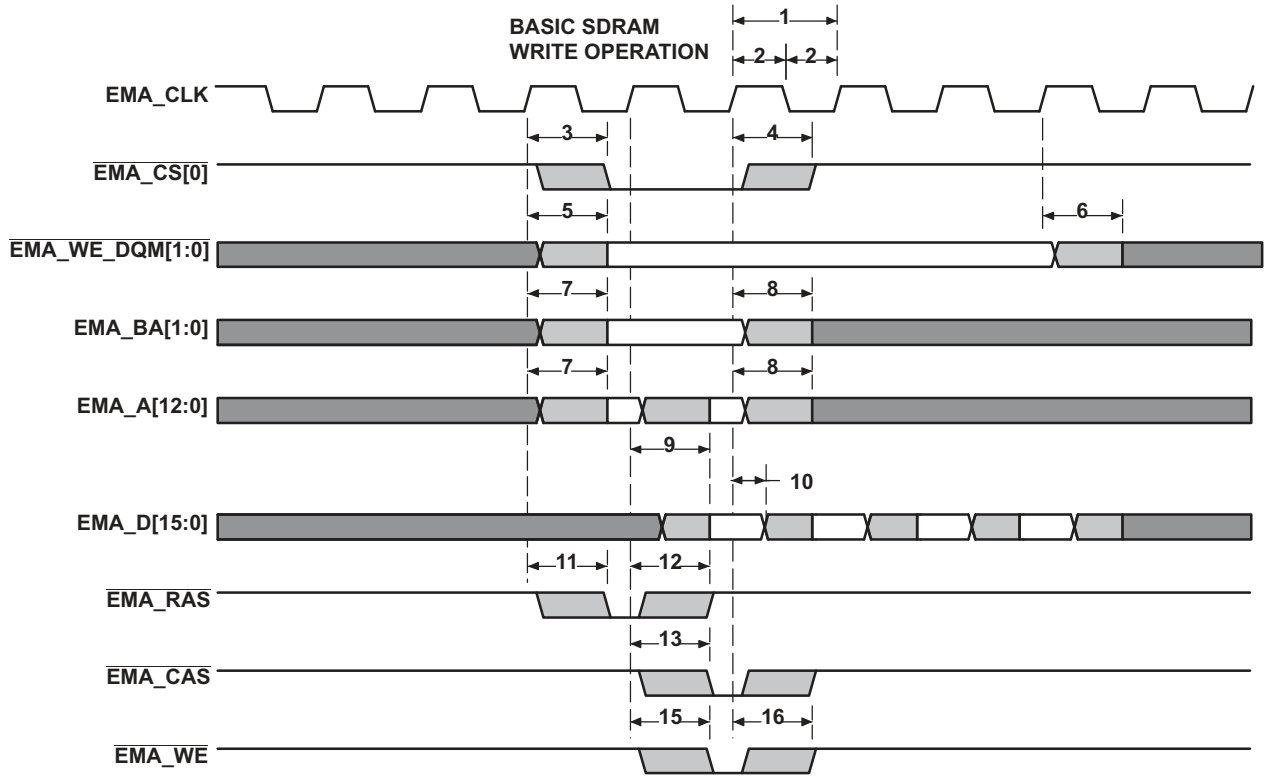 BASIC SDRAM
WRITE OPERATION
1
2 2
EMA_CLK
3 4
EMA_CS[0]
5 6
EMA_WE_DQM[1:0]
7 8
EMA_BA[1:0]
7 8
EMA_A[12:0]
9
10
EMA_D[15:0]
11 12
EMA_RAS
13
EMA_CAS
15 16
EMA_WE